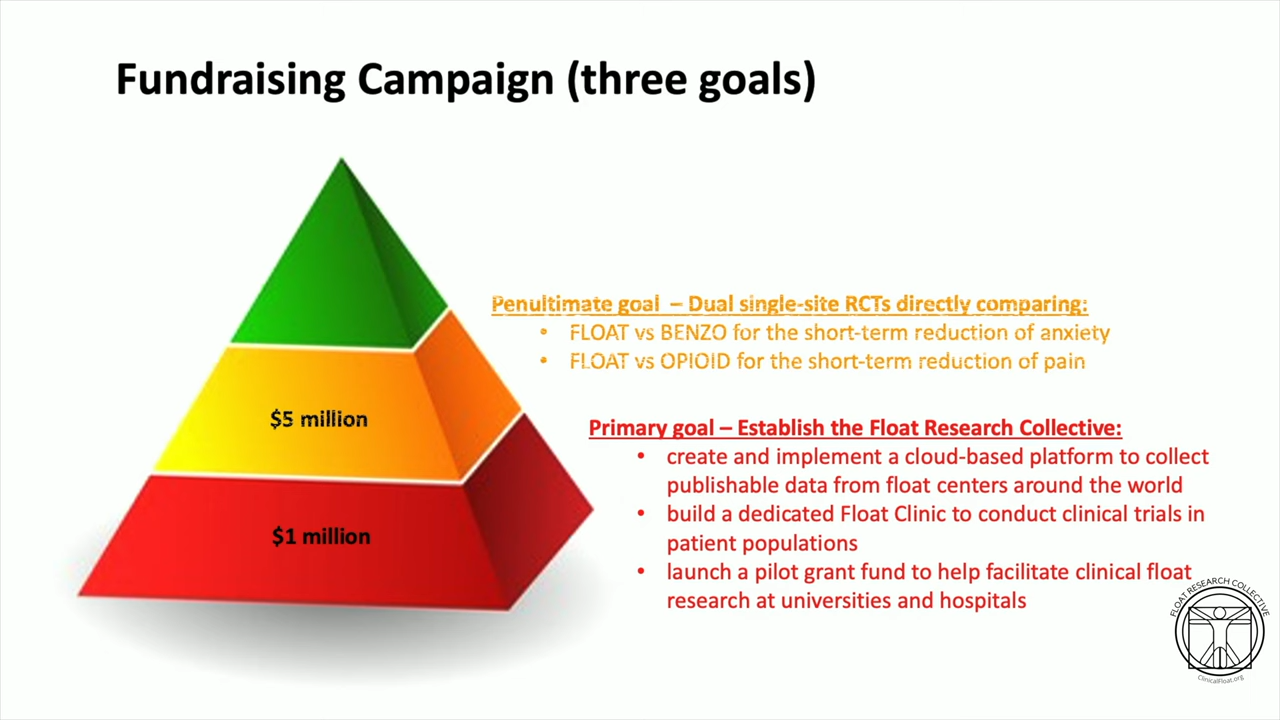 Fundraising Campaign (three goals)
Penultimate goal – Dual single-site RCTs directly comparing:
• FLOAT vs BENZO for the short-term reduction of anxiety
• FLOAT vs OPIOID for the short-term reduction of pain
$5 million
Primary goal – Establish the Float Research Collective:
• create and implement a cloud-based platform to collect
publishable data from float centers around the world
• build a dedicated Float Clinic to conduct clinical trials in
patient populations
• launch a pilot grant fund to help facilitate clinical float
research at universities and hospitals
$1 million
FLOAT RESEARCH COLLECTIVE
ClinicalFloat.org